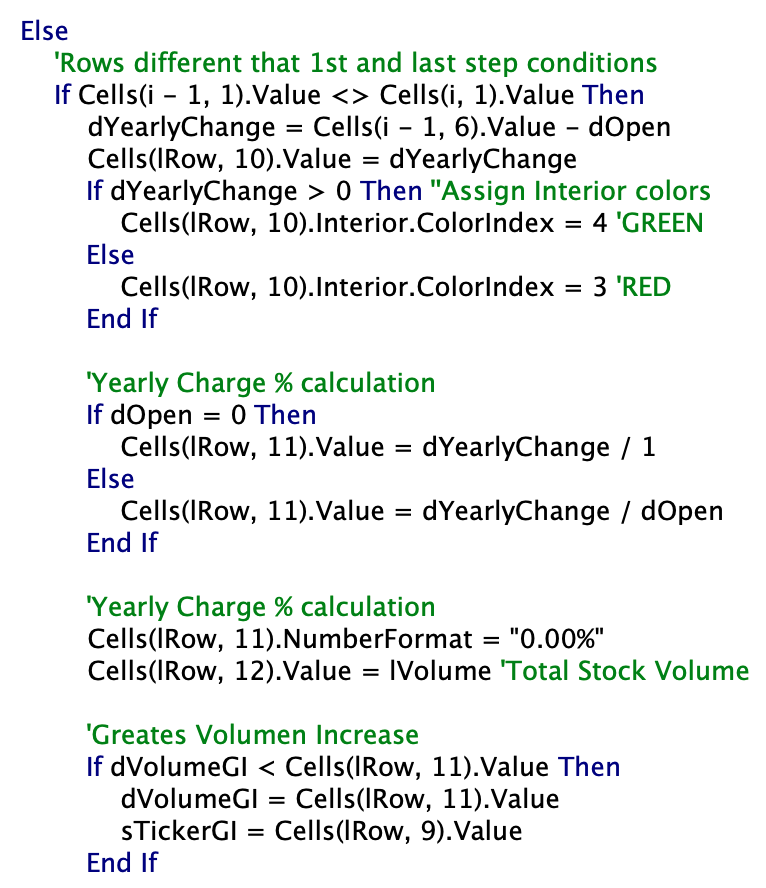 Else
'Rows different that 1st and last step conditions
If Cells(i - 1, 1).Value <> Cells(i, 1).Value Then
dYearlyChange = Cells(i - 1, 6).Value - dOpen
Cells(lRow, 10).Value = dYearlyChange
If dYearlyChange > 0 Then ''Assign Interior colors
Cells(lRow, 10).Interior.ColorIndex = 4 'GREEN
Else
Cells(lRow, 10).Interior.ColorIndex = 3 'RED
End If
'Yearly Charge % calculation
If dOpen = 0 Then
Cells(lRow, 11).Value = dYearlyChange / 1
Else
Cells(lRow, 11).Value = dYearlyChange / dOpen
End If
'Yearly Charge % calculation
Cells(lRow, 11).NumberFormat = "0.00%"
Cells(lRow, 12).Value = lVolume 'Total Stock Volume
'Greates Volumen Increase
If dVolumeGI < Cells(lRow, 11).Value Then
dVolumeGI = Cells(lRow, 11).Value
sTickerGI = Cells(lRow, 9).Value
End If